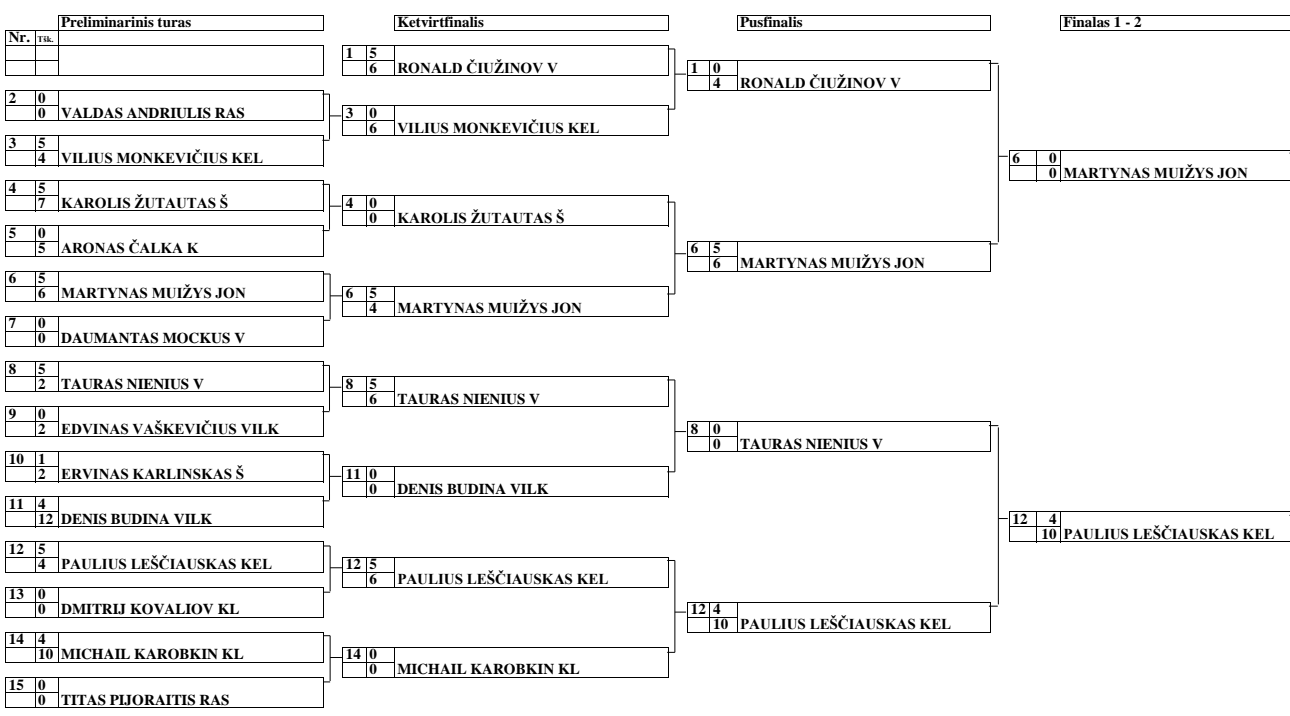 Preliminarinis turas Ketvirtfinalis Pusfinalis Finalas 1 - 2
Nr. Tšk.
1 5
6 RONALD ČIUŽINOV V
1 0
4 RONALD ČIUŽINOV V
2 0
0 VALDAS ANDRIULIS RAS
3 0
6 VILIUS MONKEVIČIUS KEL
3 5
4 VILIUS MONKEVIČIUS KEL
6 0
0 MARTYNAS MUIŽYS JON
4 5
7 KAROLIS ŽUTAUTAS Š
4 0
0 KAROLIS ŽUTAUTAS Š
5 0
5 ARONAS ČALKA K
6 5
6 MARTYNAS MUIŽYS JON
6 5
6 MARTYNAS MUIŽYS JON
6 5
4 MARTYNAS MUIŽYS JON
7 0
0 DAUMANTAS MOCKUS V
8 5
2 TAURAS NIENIUS V
8 5
6 TAURAS NIENIUS V
9 0
2 EDVINAS VAŠKEVIČIUS VILK
8 0
0 TAURAS NIENIUS V
10 1
2 ERVINAS KARLINSKAS Š
11 0
0 DENIS BUDINA VILK
11 4
12 DENIS BUDINA VILK
12 4
10 PAULIUS LEŠČIAUSKAS KEL
12 5
4 PAULIUS LEŠČIAUSKAS KEL
12 5
6 PAULIUS LEŠČIAUSKAS KEL
13 0
0 DMITRIJ KOVALIOV KL
12 4
10 PAULIUS LEŠČIAUSKAS KEL
14 4
10 MICHAIL KAROBKIN KL
14 0
0 MICHAIL KAROBKIN KL
15 0
0 TITAS PIJORAITIS RAS